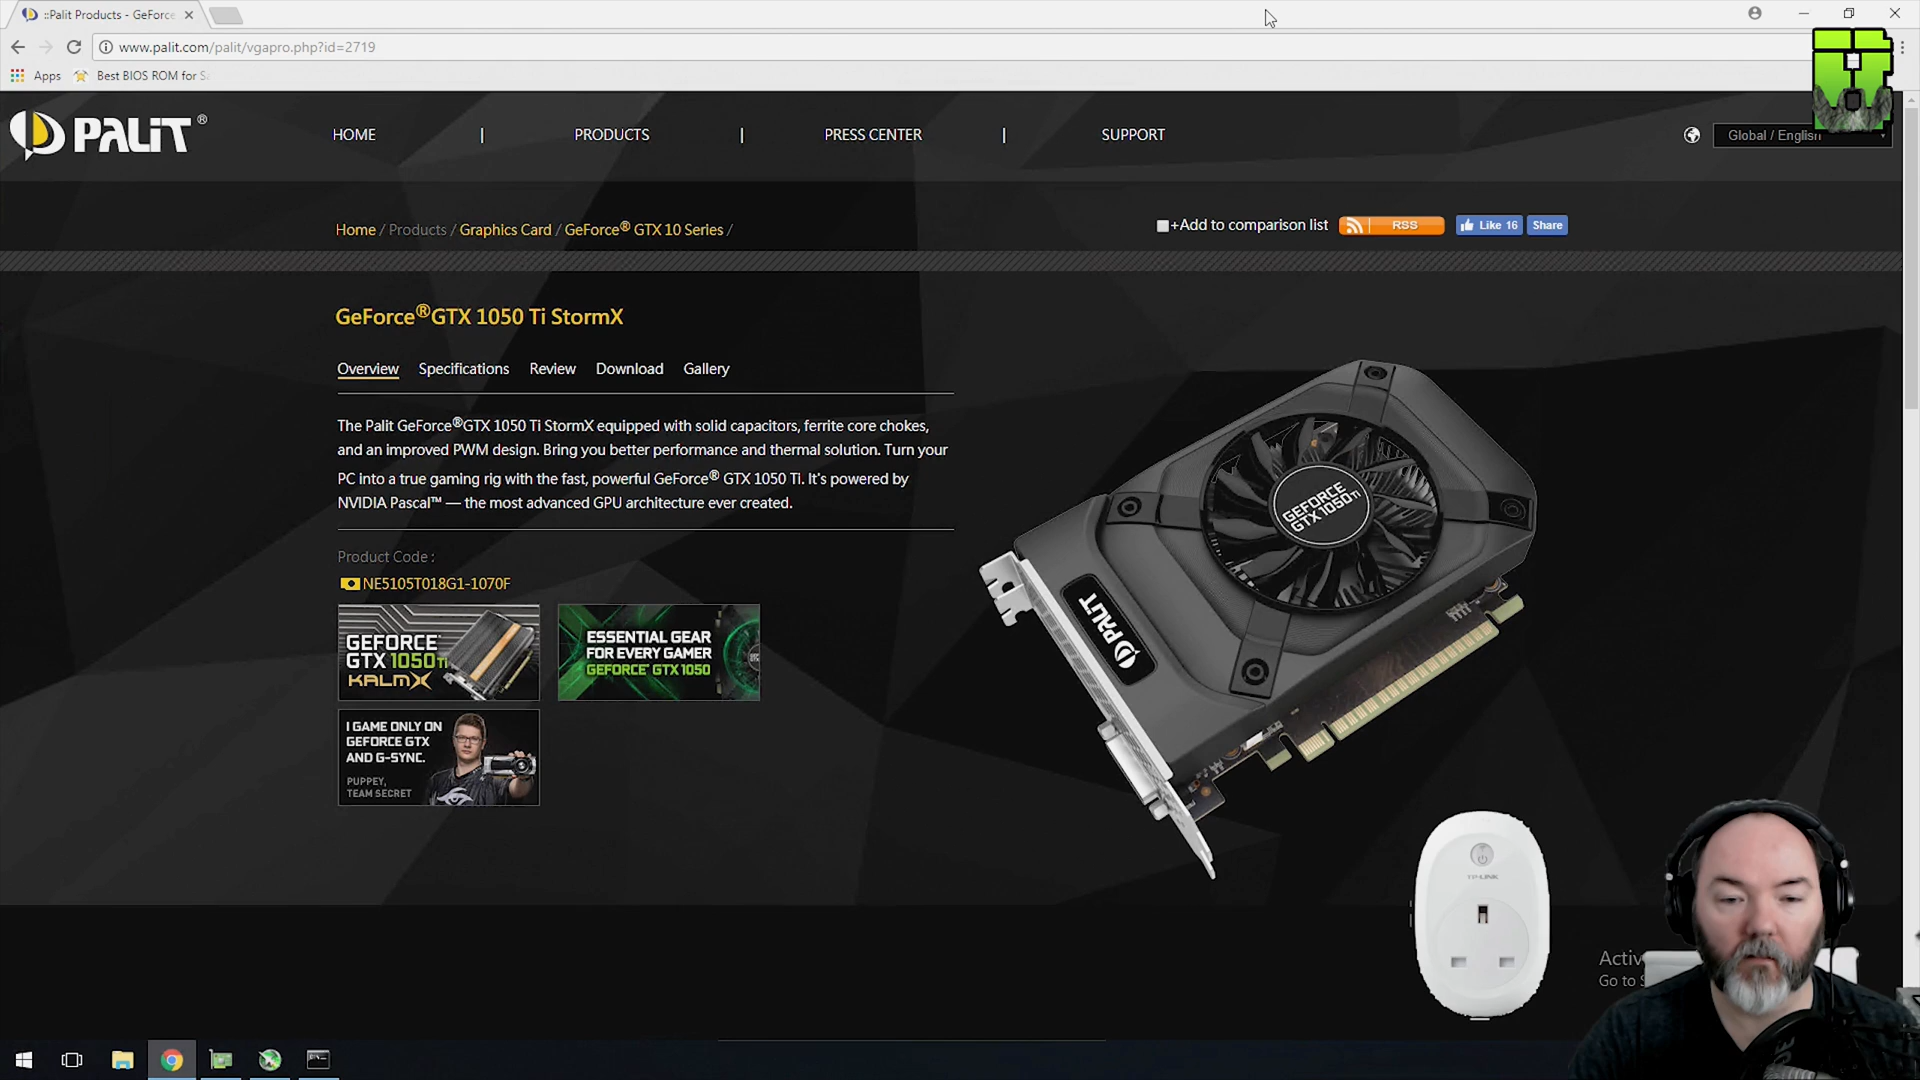 ::Palit Products - GeForce
www.palit.com/palit/vgapro.php?id=2719
Apps
Best BIOS ROM for Sa
PALIT®
HOME | PRODUCTS | PRESS CENTER | SUPPORT
Global / English
Home / Products / Graphics Card / GeForce® GTX 10 Series /
+Add to comparison list
RSS
Like 16
Share
GeForce®GTX 1050 Ti StormX
Overview
Specifications
Review
Download
Gallery
The Palit GeForce®GTX 1050 Ti StormX equipped with solid capacitors, ferrite core chokes,
and an improved PWM design. Bring you better performance and thermal solution. Turn your
PC into a true gaming rig with the fast, powerful GeForce® GTX 1050 Ti. It's powered by
NVIDIA Pascal™ — the most advanced GPU architecture ever created.
Product Code :
NE5105T018G1-1070F
GEFORCE®
GTX 1050Ti
KALMX
ESSENTIAL GEAR
FOR EVERY GAMER
GEFORCE® GTX 1050
I GAME ONLY ON
GEFORCE GTX
AND G-SYNC.
PUPPEY,
TEAM SECRET
GEFORCE
GTX 1050Ti
PALIT
TP-LINK
Activ
Go to S